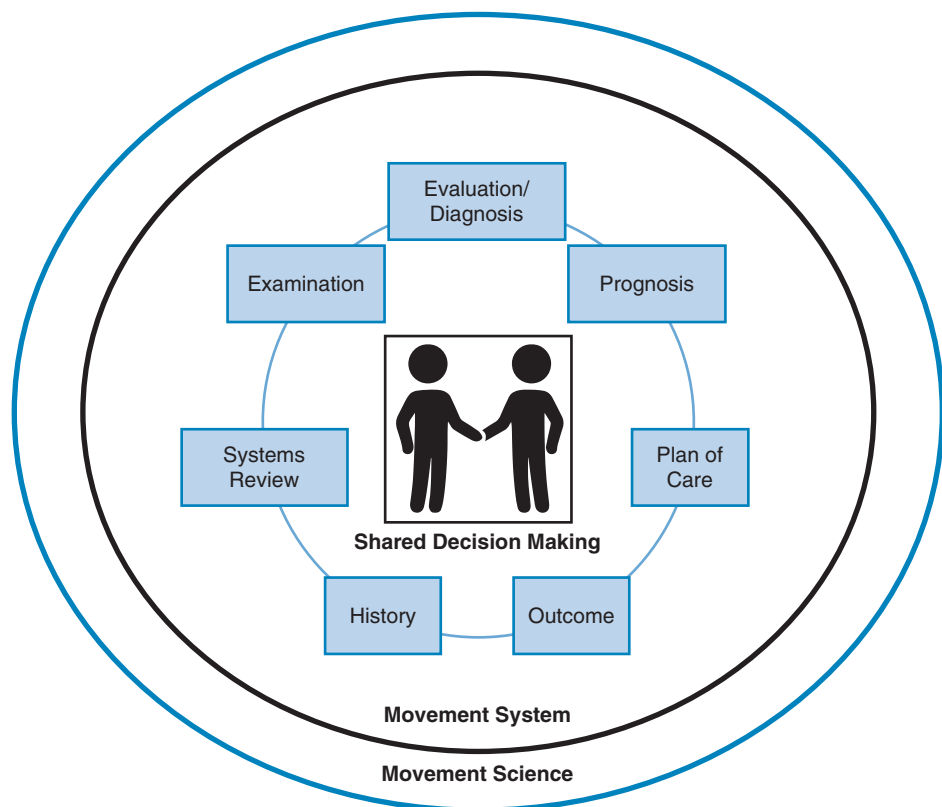 Evaluation/
Diagnosis
Examination
Prognosis
Systems
Review
Plan of
Care
Shared Decision Making
History
Outcome
Movement System
Movement Science